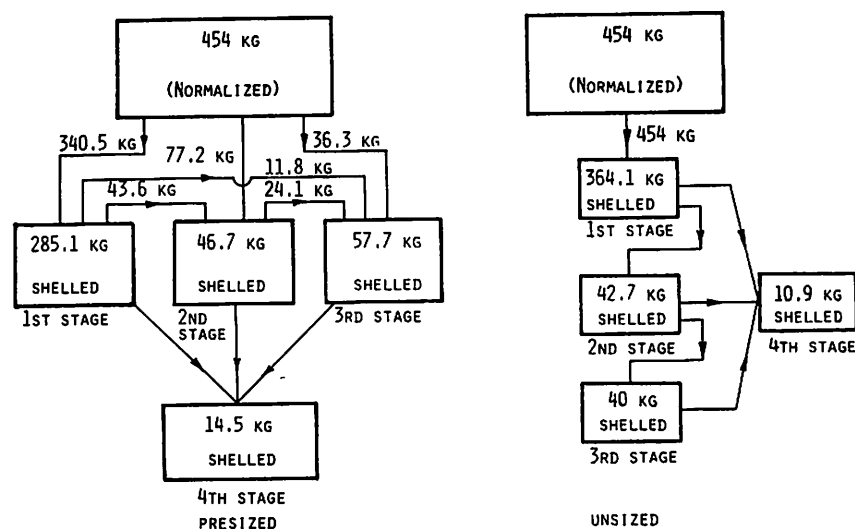 454 KG
(NORMALIZED)
340.5 KG
36.3 KG
77.2 KG
11.8 KG
43.6 KG
24.1 KG
285.1 KG
SHELLED
1ST STAGE
46.7 KG
SHELLED
2ND
STAGE
57.7 KG
SHELLED
3RD STAGE
14.5 KG
SHELLED
4TH STAGE
PRESIZED
454 KG
(NORMALIZED)
454 KG
364.1 KG
SHELLED
1ST STAGE
42.7 KG
SHELLED
2ND STAGE
10.9 KG
SHELLED
4TH STAGE
40 KG
SHELLED
3RD STAGE
UNSIZED